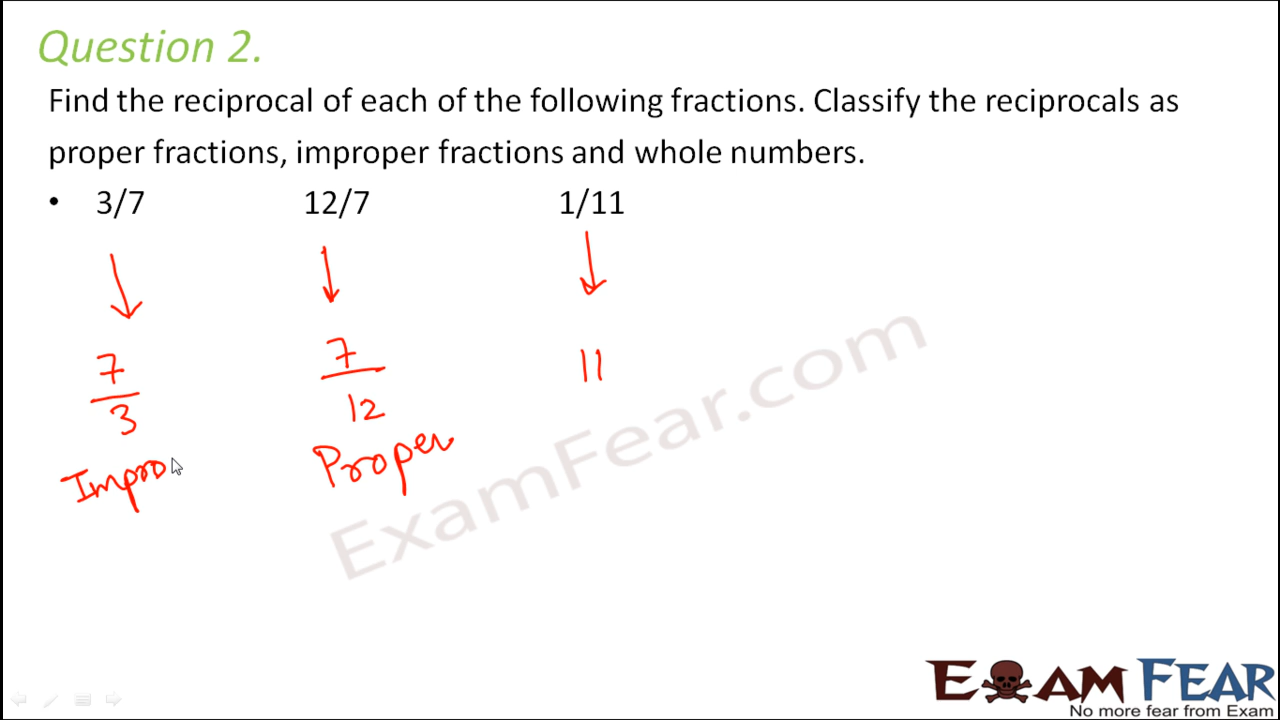 Question 2.
Find the reciprocal of each of the following fractions. Classify the reciprocals as
proper fractions, improper fractions and whole numbers.
• 3/7 12/7 1/11
7/3 7/12 11
Impro Proper
ExamFear.com
EXAM FEAR
No more fear from Exam